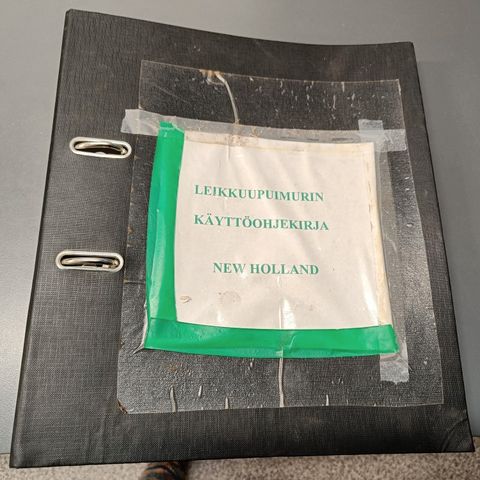 LEIKKUUPUIMURIN
KÄYTTÖOHJEKIRJA
NEW HOLLAND